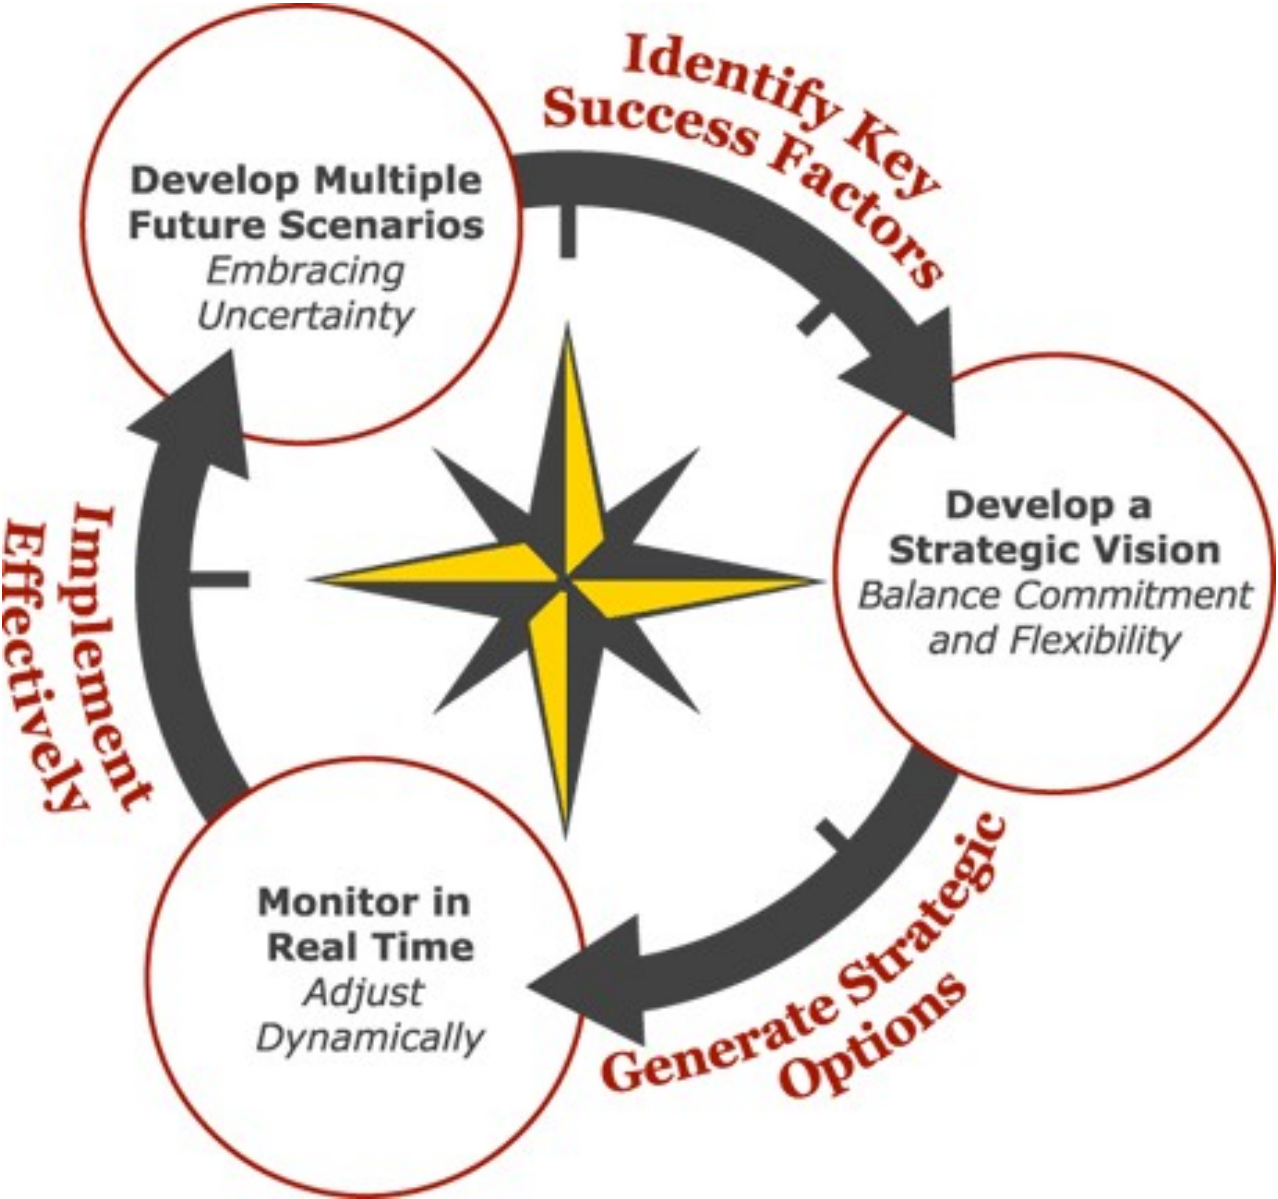 Identify Key
Success Factors
Develop Multiple
Future Scenarios
Embracing
Uncertainty
Develop a
Strategic Vision
Balance Commitment
and Flexibility
Generate Strategic
Options
Monitor in
Real Time
Adjust
Dynamically
Implement
Effectively